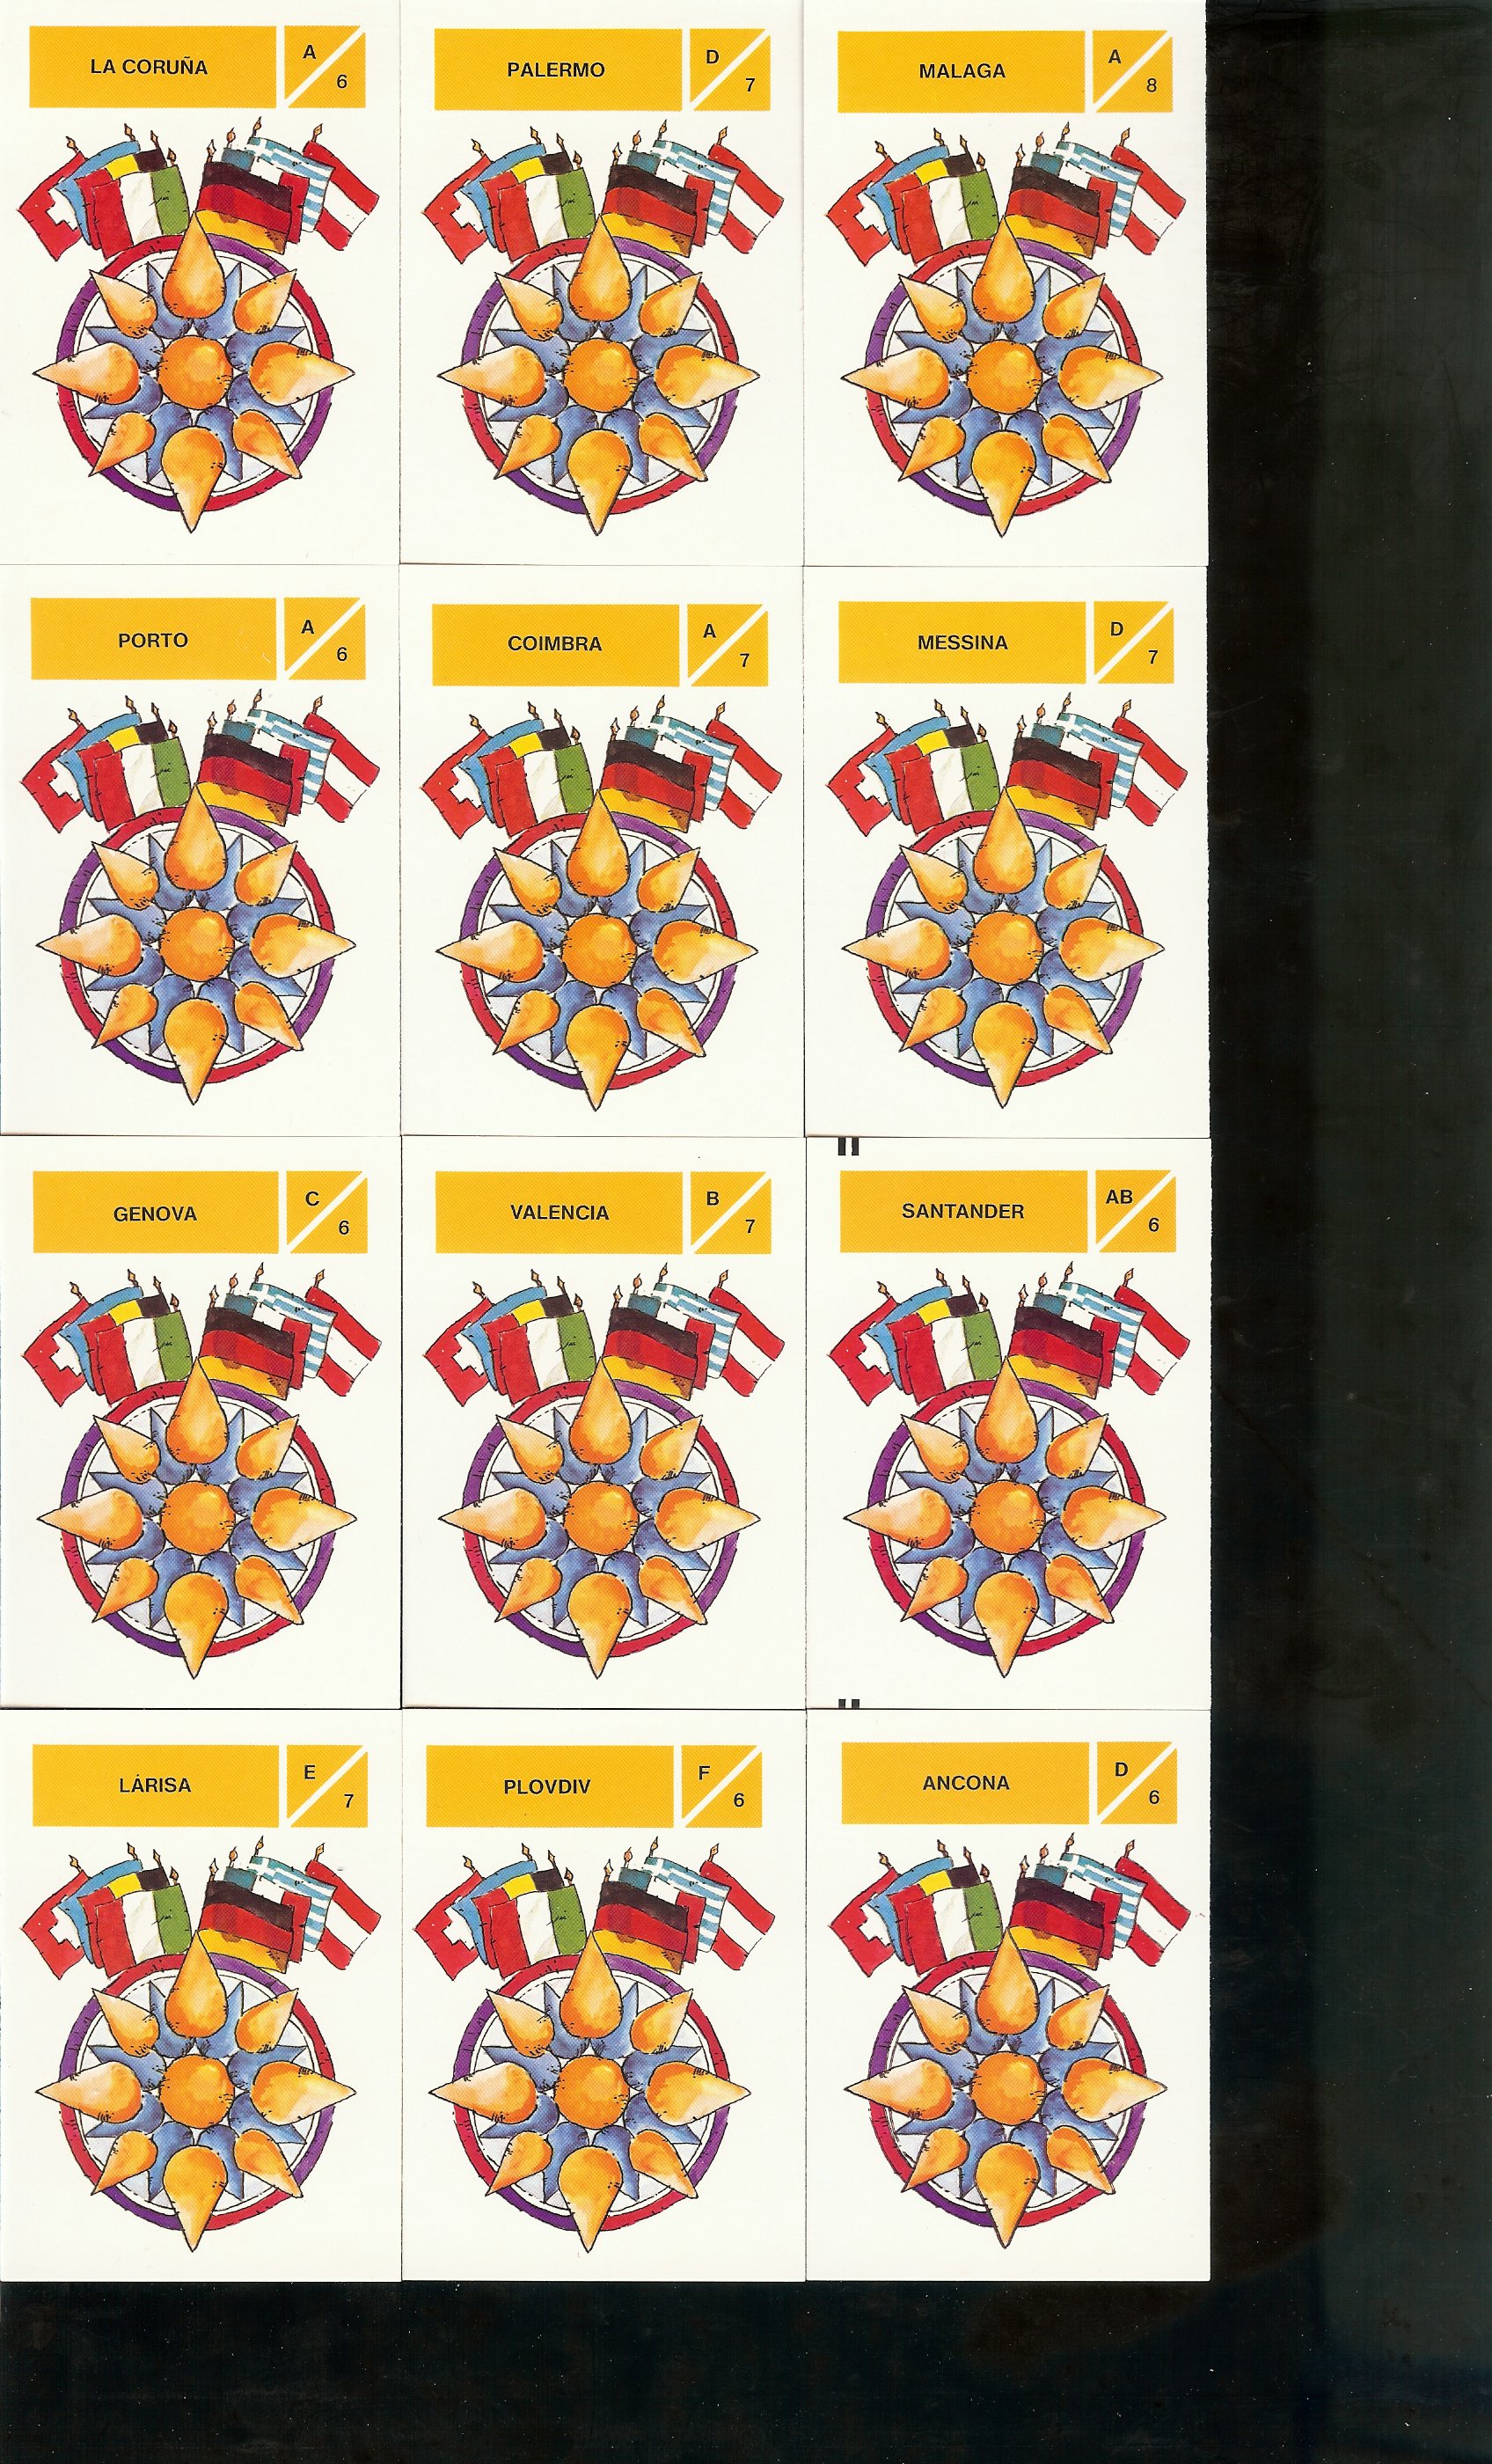 LA CORUÑA A 6
PALERMO D 7
MALAGA A 8
PORTO A 6
COIMBRA A 7
MESSINA D 7
GENOVA C 6
VALENCIA B 7
SANTANDER AB 6
LÁRISA E 7
PLOVDIV F 6
ANCONA D 6